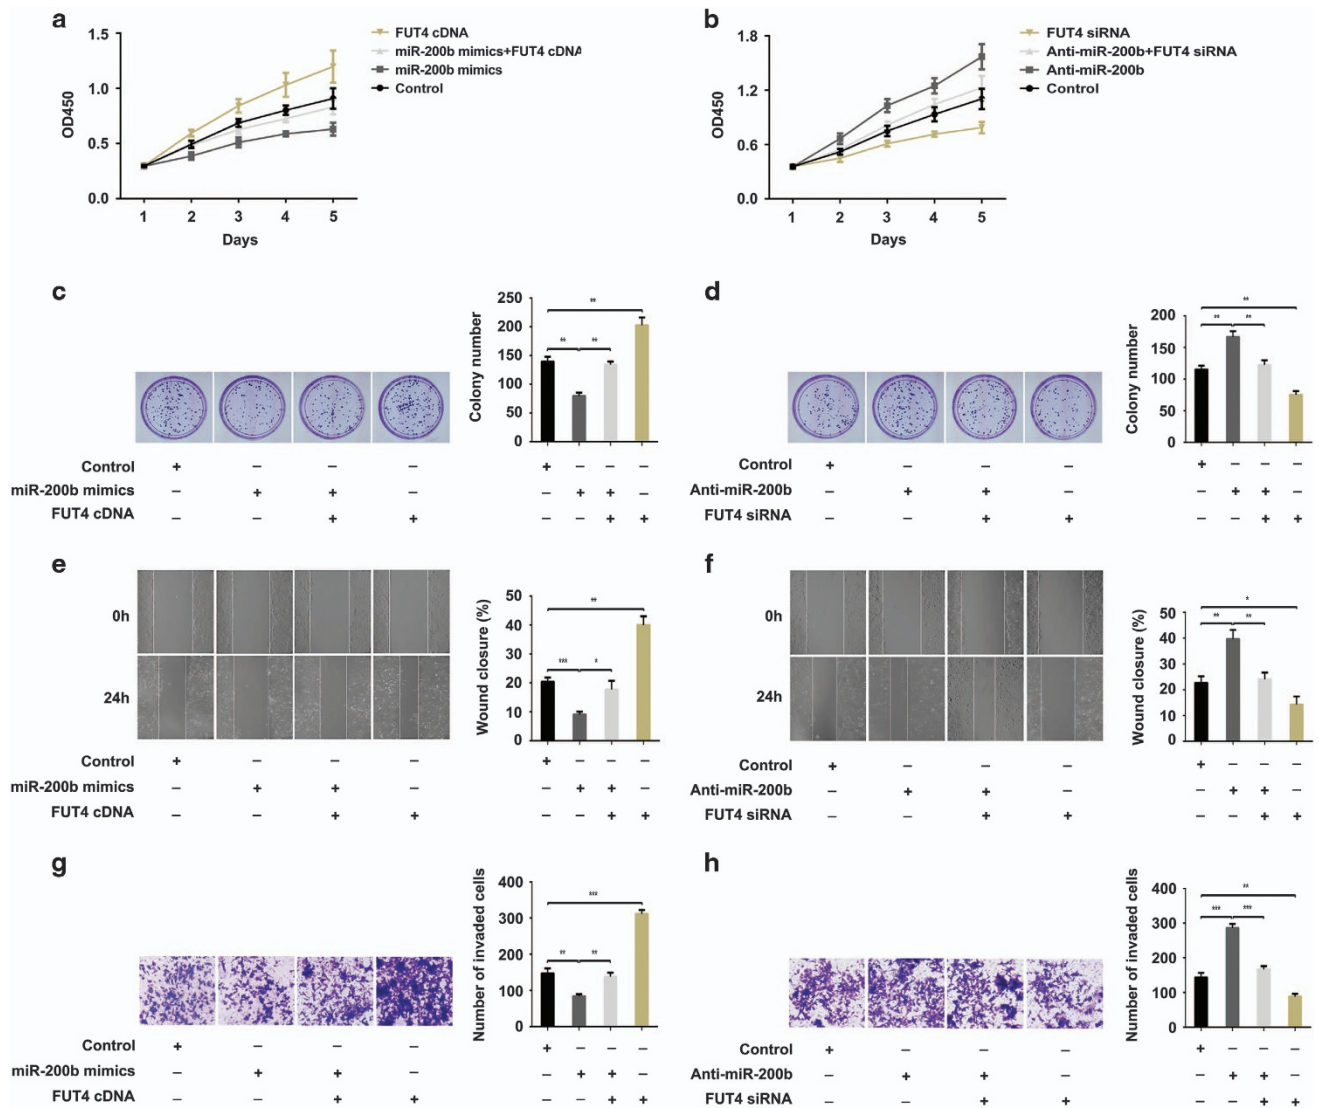 a
1.5
1.0
0.5
0.0
OD450
1 2 3 4 5
Days
FUT4 cDNA
miR-200b mimics+FUT4 cDNA
miR-200b mimics
Control
b
1.8
1.2
0.6
0.0
OD450
1 2 3 4 5
Days
FUT4 siRNA
Anti-miR-200b+FUT4 siRNA
Anti-miR-200b
Control
c
Control + – – –
miR-200b mimics – + + –
FUT4 cDNA – – + +
Colony number
250
200
150
100
50
0
** ** **
+ – – –
– + + –
– – + +
d
Control + – – –
Anti-miR-200b – + + –
FUT4 siRNA – – + +
Colony number
200
150
100
50
0
** ** **
+ – – –
– + + –
– – + +
e
0h
24h
Control + – – –
miR-200b mimics – + + –
FUT4 cDNA – – + +
Wound closure (%)
50
40
30
20
10
0
**
*** *
+ – – –
– + + –
– – + +
f
0h
24h
Control + – – –
Anti-miR-200b – + + –
FUT4 siRNA – – + +
Wound closure (%)
50
40
30
20
10
0
*
** **
+ – – –
– + + –
– – + +
g
Control + – – –
miR-200b mimics – + + –
FUT4 cDNA – – + +
Number of invaded cells
400
300
200
100
0
***
** **
+ – – –
– + + –
– – + +
h
Control + – – –
Anti-miR-200b – + + –
FUT4 siRNA – – + +
Number of invaded cells
400
300
200
100
0
**
*** ***
+ – – –
– + + –
– – + +